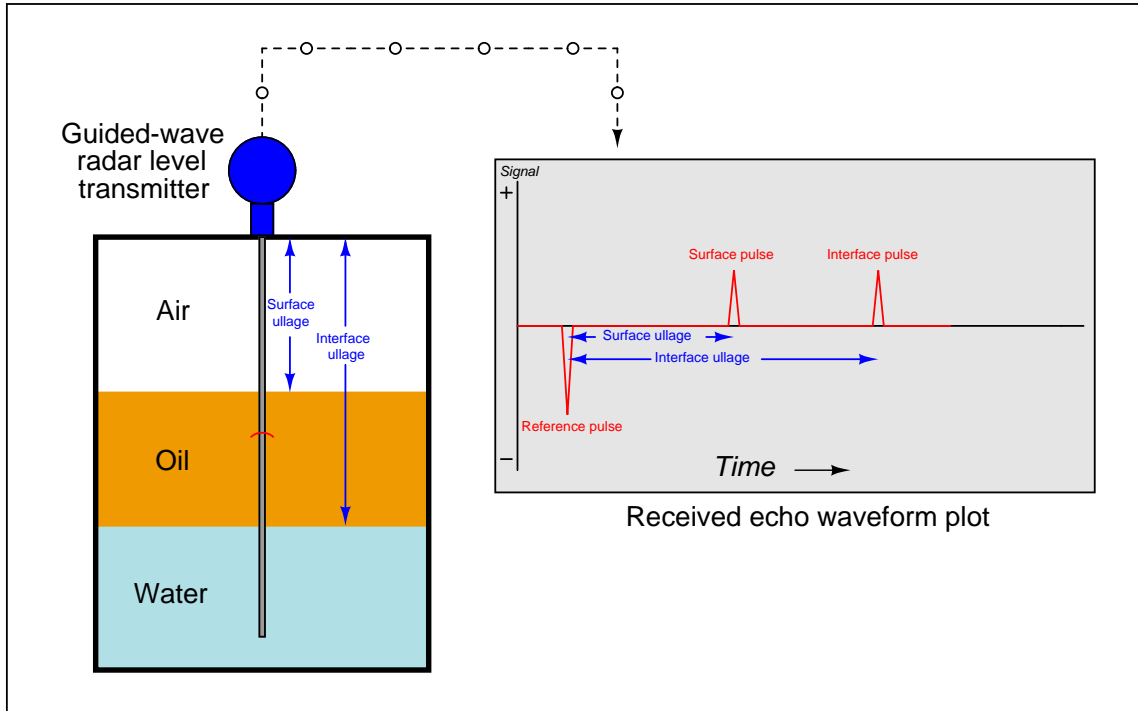 Guided-wave
radar level
transmitter
Air
Surface
ullage
Interface
ullage
Oil
Water
Signal
+
Surface pulse
Interface pulse
Surface ullage
Interface ullage
Reference pulse
−
Time
Received echo waveform plot